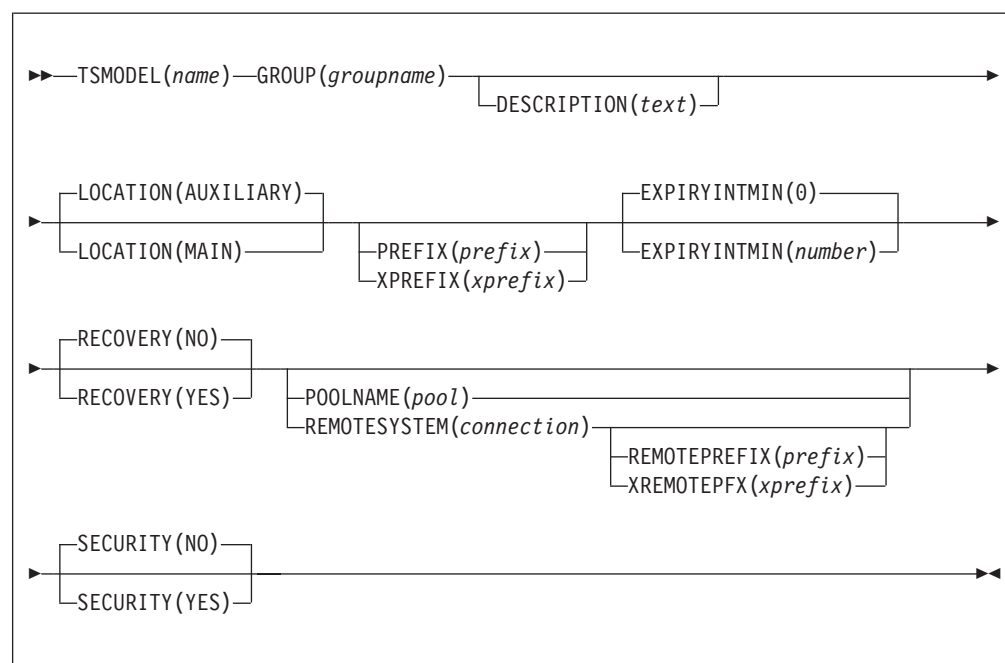 TSMODEL(name) GROUP(groupname)
DESCRIPTION(text)
LOCATION(AUXILIARY) EXPIRYINTMIN(0)
LOCATION(MAIN) PREFIX(prefix) EXPIRYINTMIN(number)
XPREFIX(xprefix)
RECOVERY(NO)
RECOVERY(YES) POOLNAME(pool)
REMOTESYSTEM(connection)
REMOTEPREFIX(prefix)
XREMOTEPFX(xprefix)
SECURITY(NO)
SECURITY(YES)